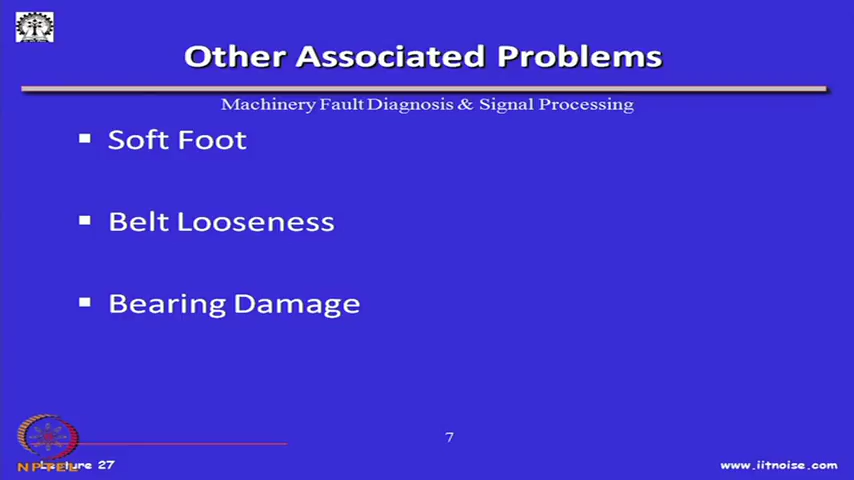 Other Associated Problems
Machinery Fault Diagnosis & Signal Processing
▪ Soft Foot
▪ Belt Looseness
▪ Bearing Damage
7
NPTEL
Lecture 27
www.iitnoise.com